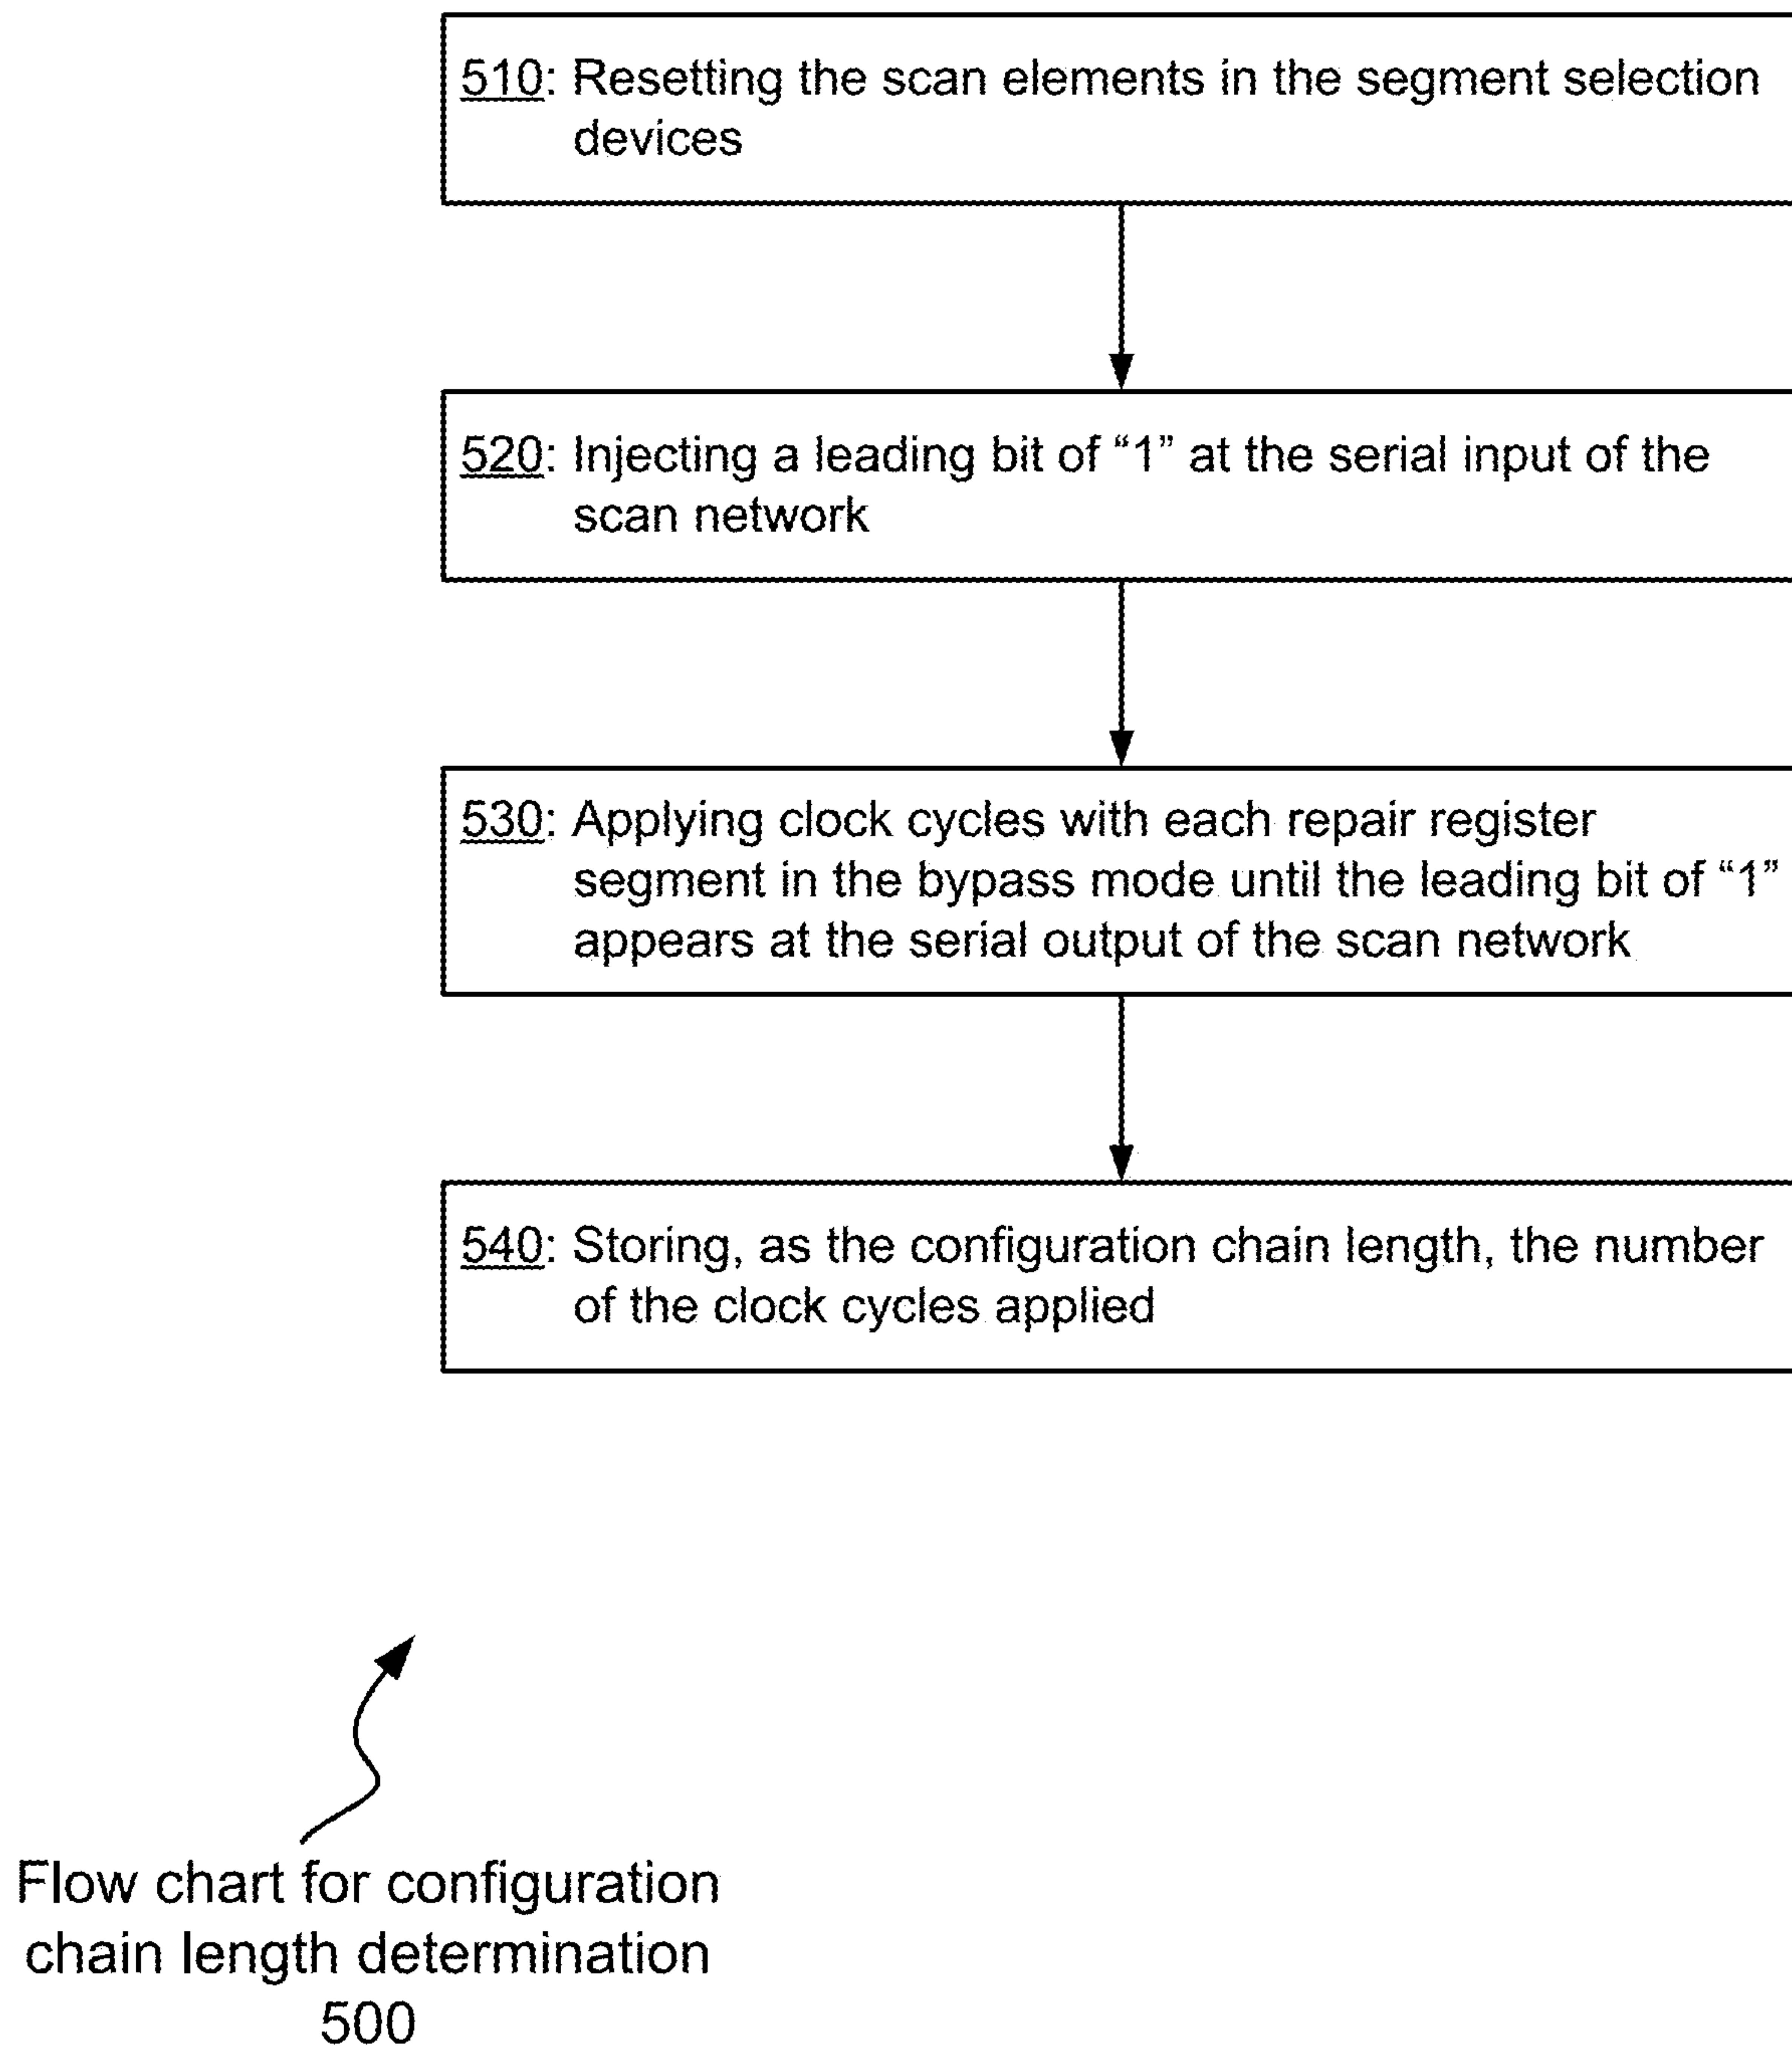 510: Resetting the scan elements in the segment selection
devices
520: Injecting a leading bit of “1” at the serial input of the
scan network
530: Applying clock cycles with each repair register
segment in the bypass mode until the leading bit of “1”
appears at the serial output of the scan network
540: Storing, as the configuration chain length, the number
of the clock cycles applied
Flow chart for configuration
chain length determination
500